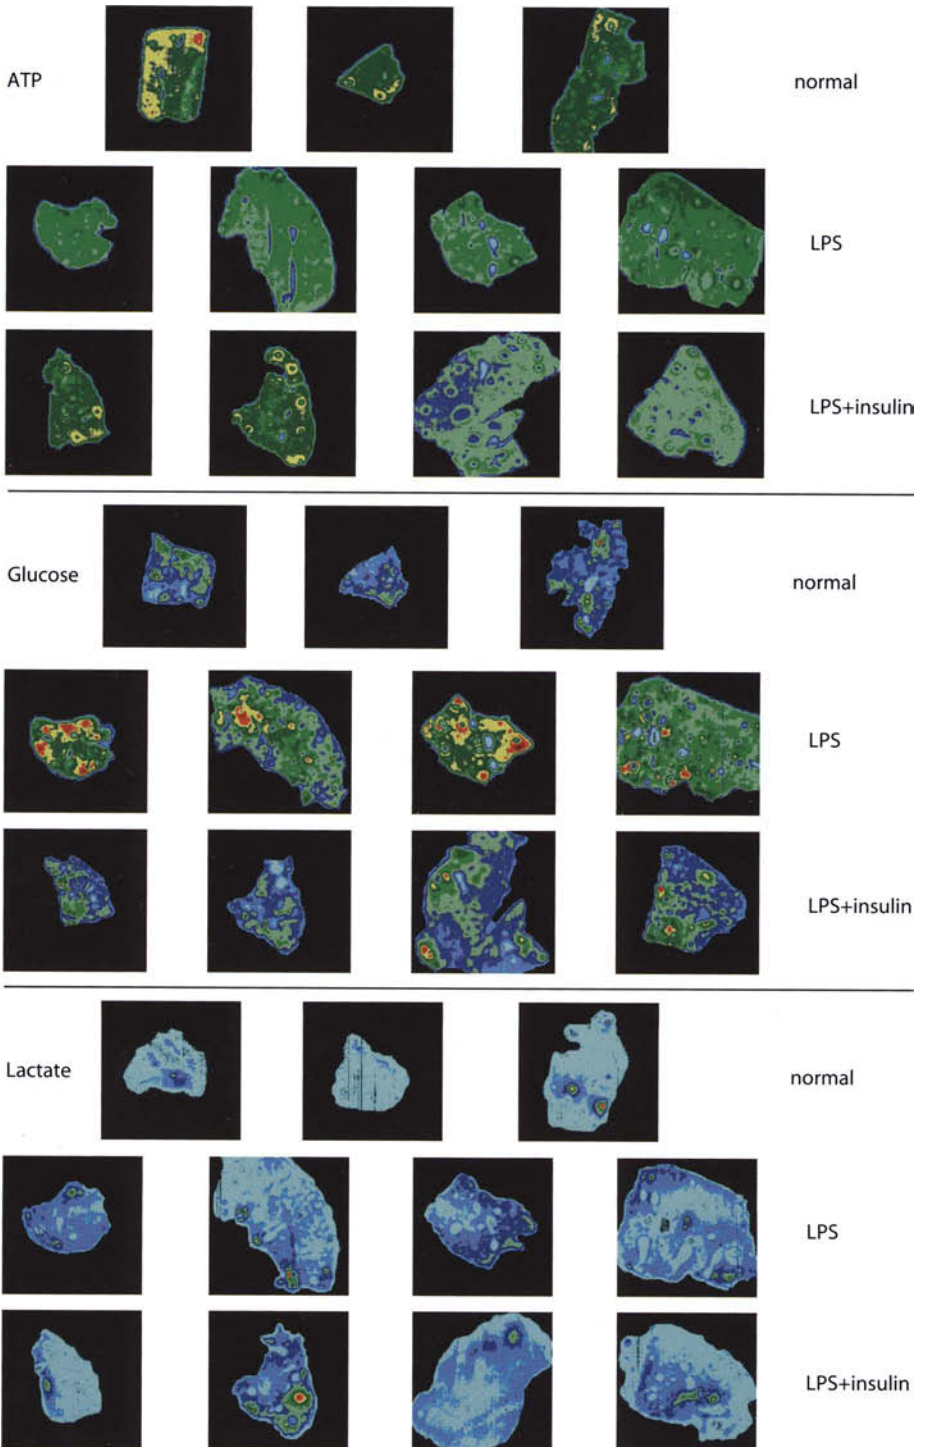 ATP
normal
LPS
LPS+insulin
Glucose
normal
LPS
LPS+insulin
Lactate
normal
LPS
LPS+insulin